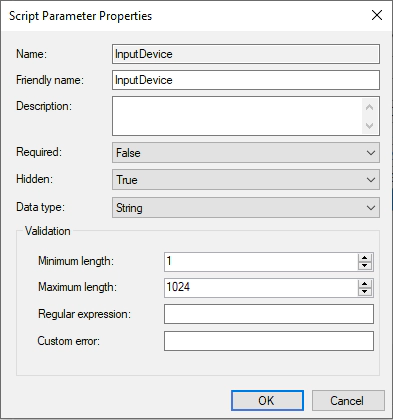 Script Parameter Properties
Name: InputDevice
Friendly name: InputDevice
Description:
Required: False
Hidden: True
Data type: String
Validation
Minimum length: 1
Maximum length: 1024
Regular expression:
Custom error:
OK Cancel